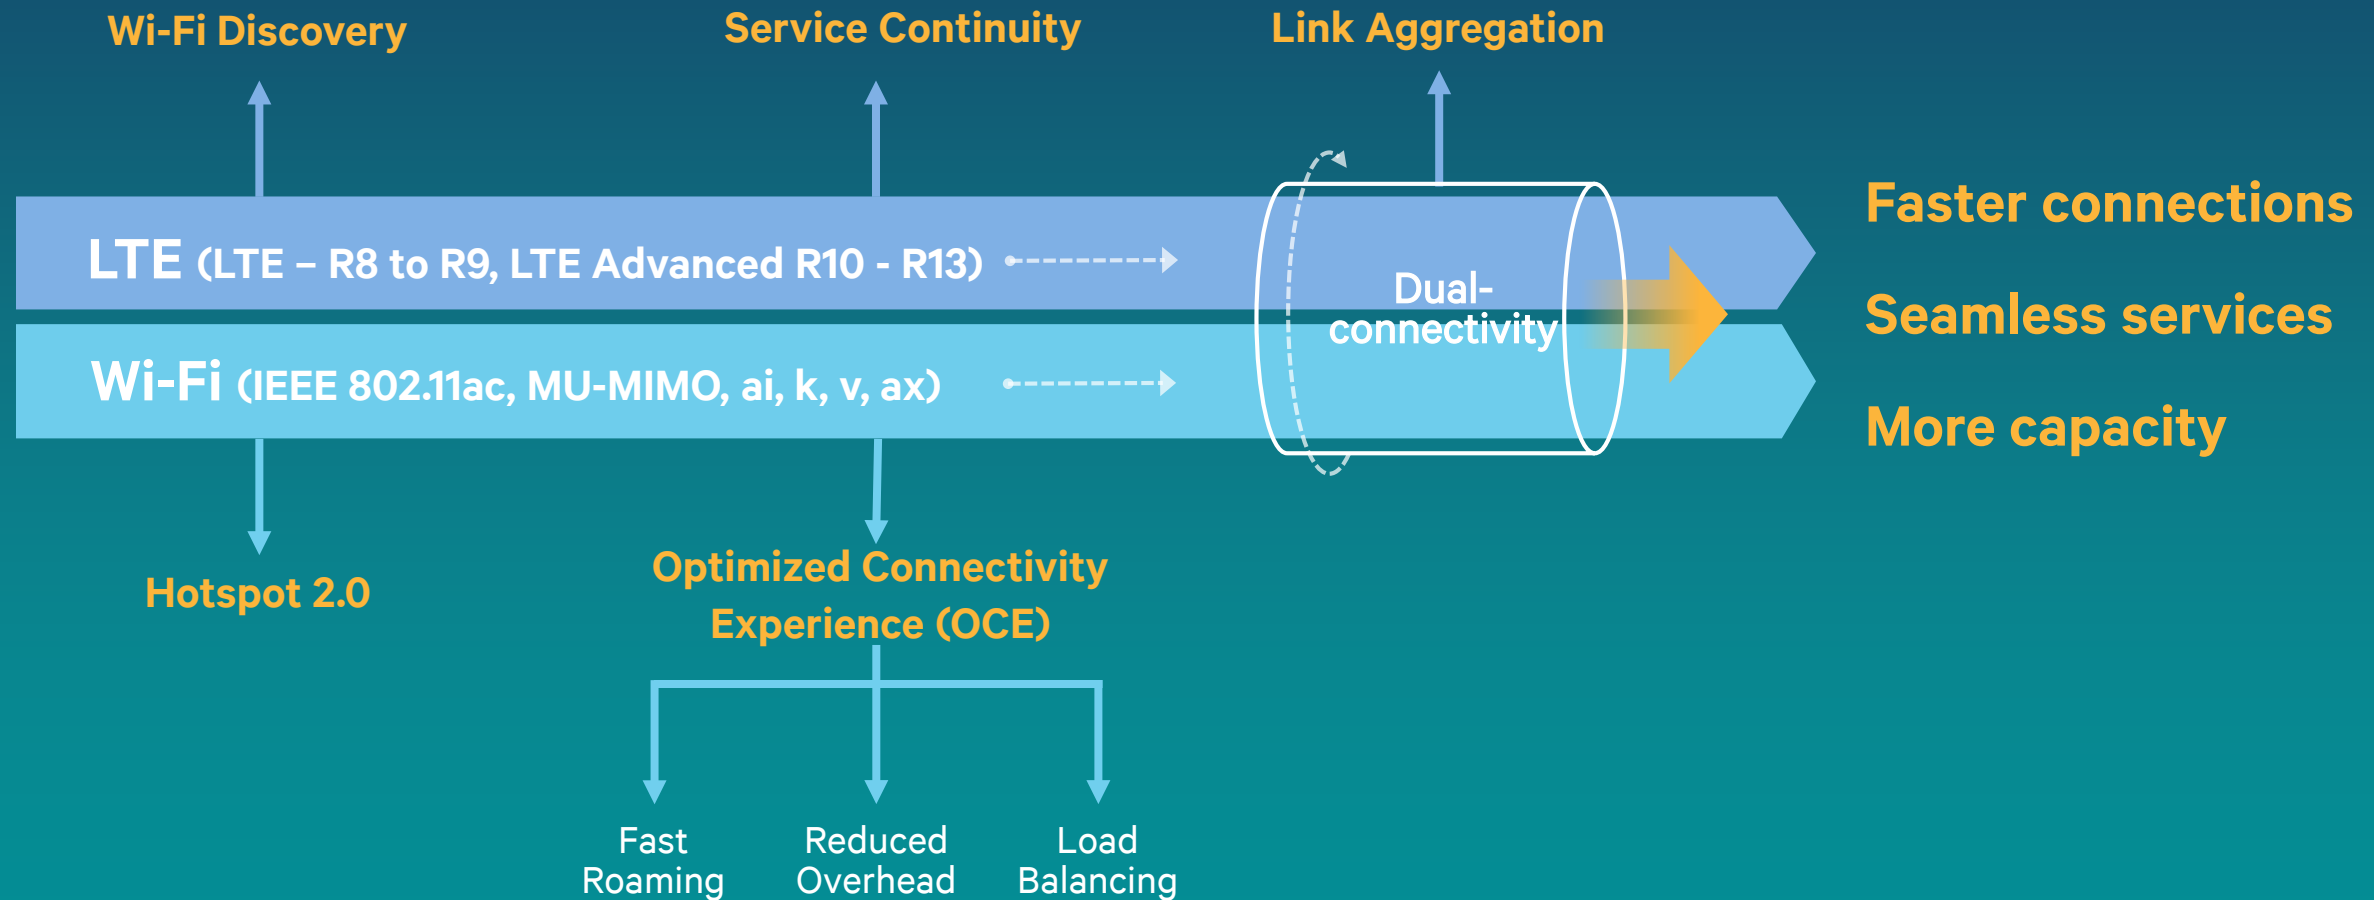 Wi-Fi Discovery
Service Continuity
Link Aggregation
LTE (LTE – R8 to R9, LTE Advanced R10 - R13)
Wi-Fi (IEEE 802.11ac, MU-MIMO, ai, k, v, ax)
Dual-
connectivity
Faster connections
Seamless services
More capacity
Hotspot 2.0
Optimized Connectivity
Experience (OCE)
Fast
Roaming
Reduced
Overhead
Load
Balancing